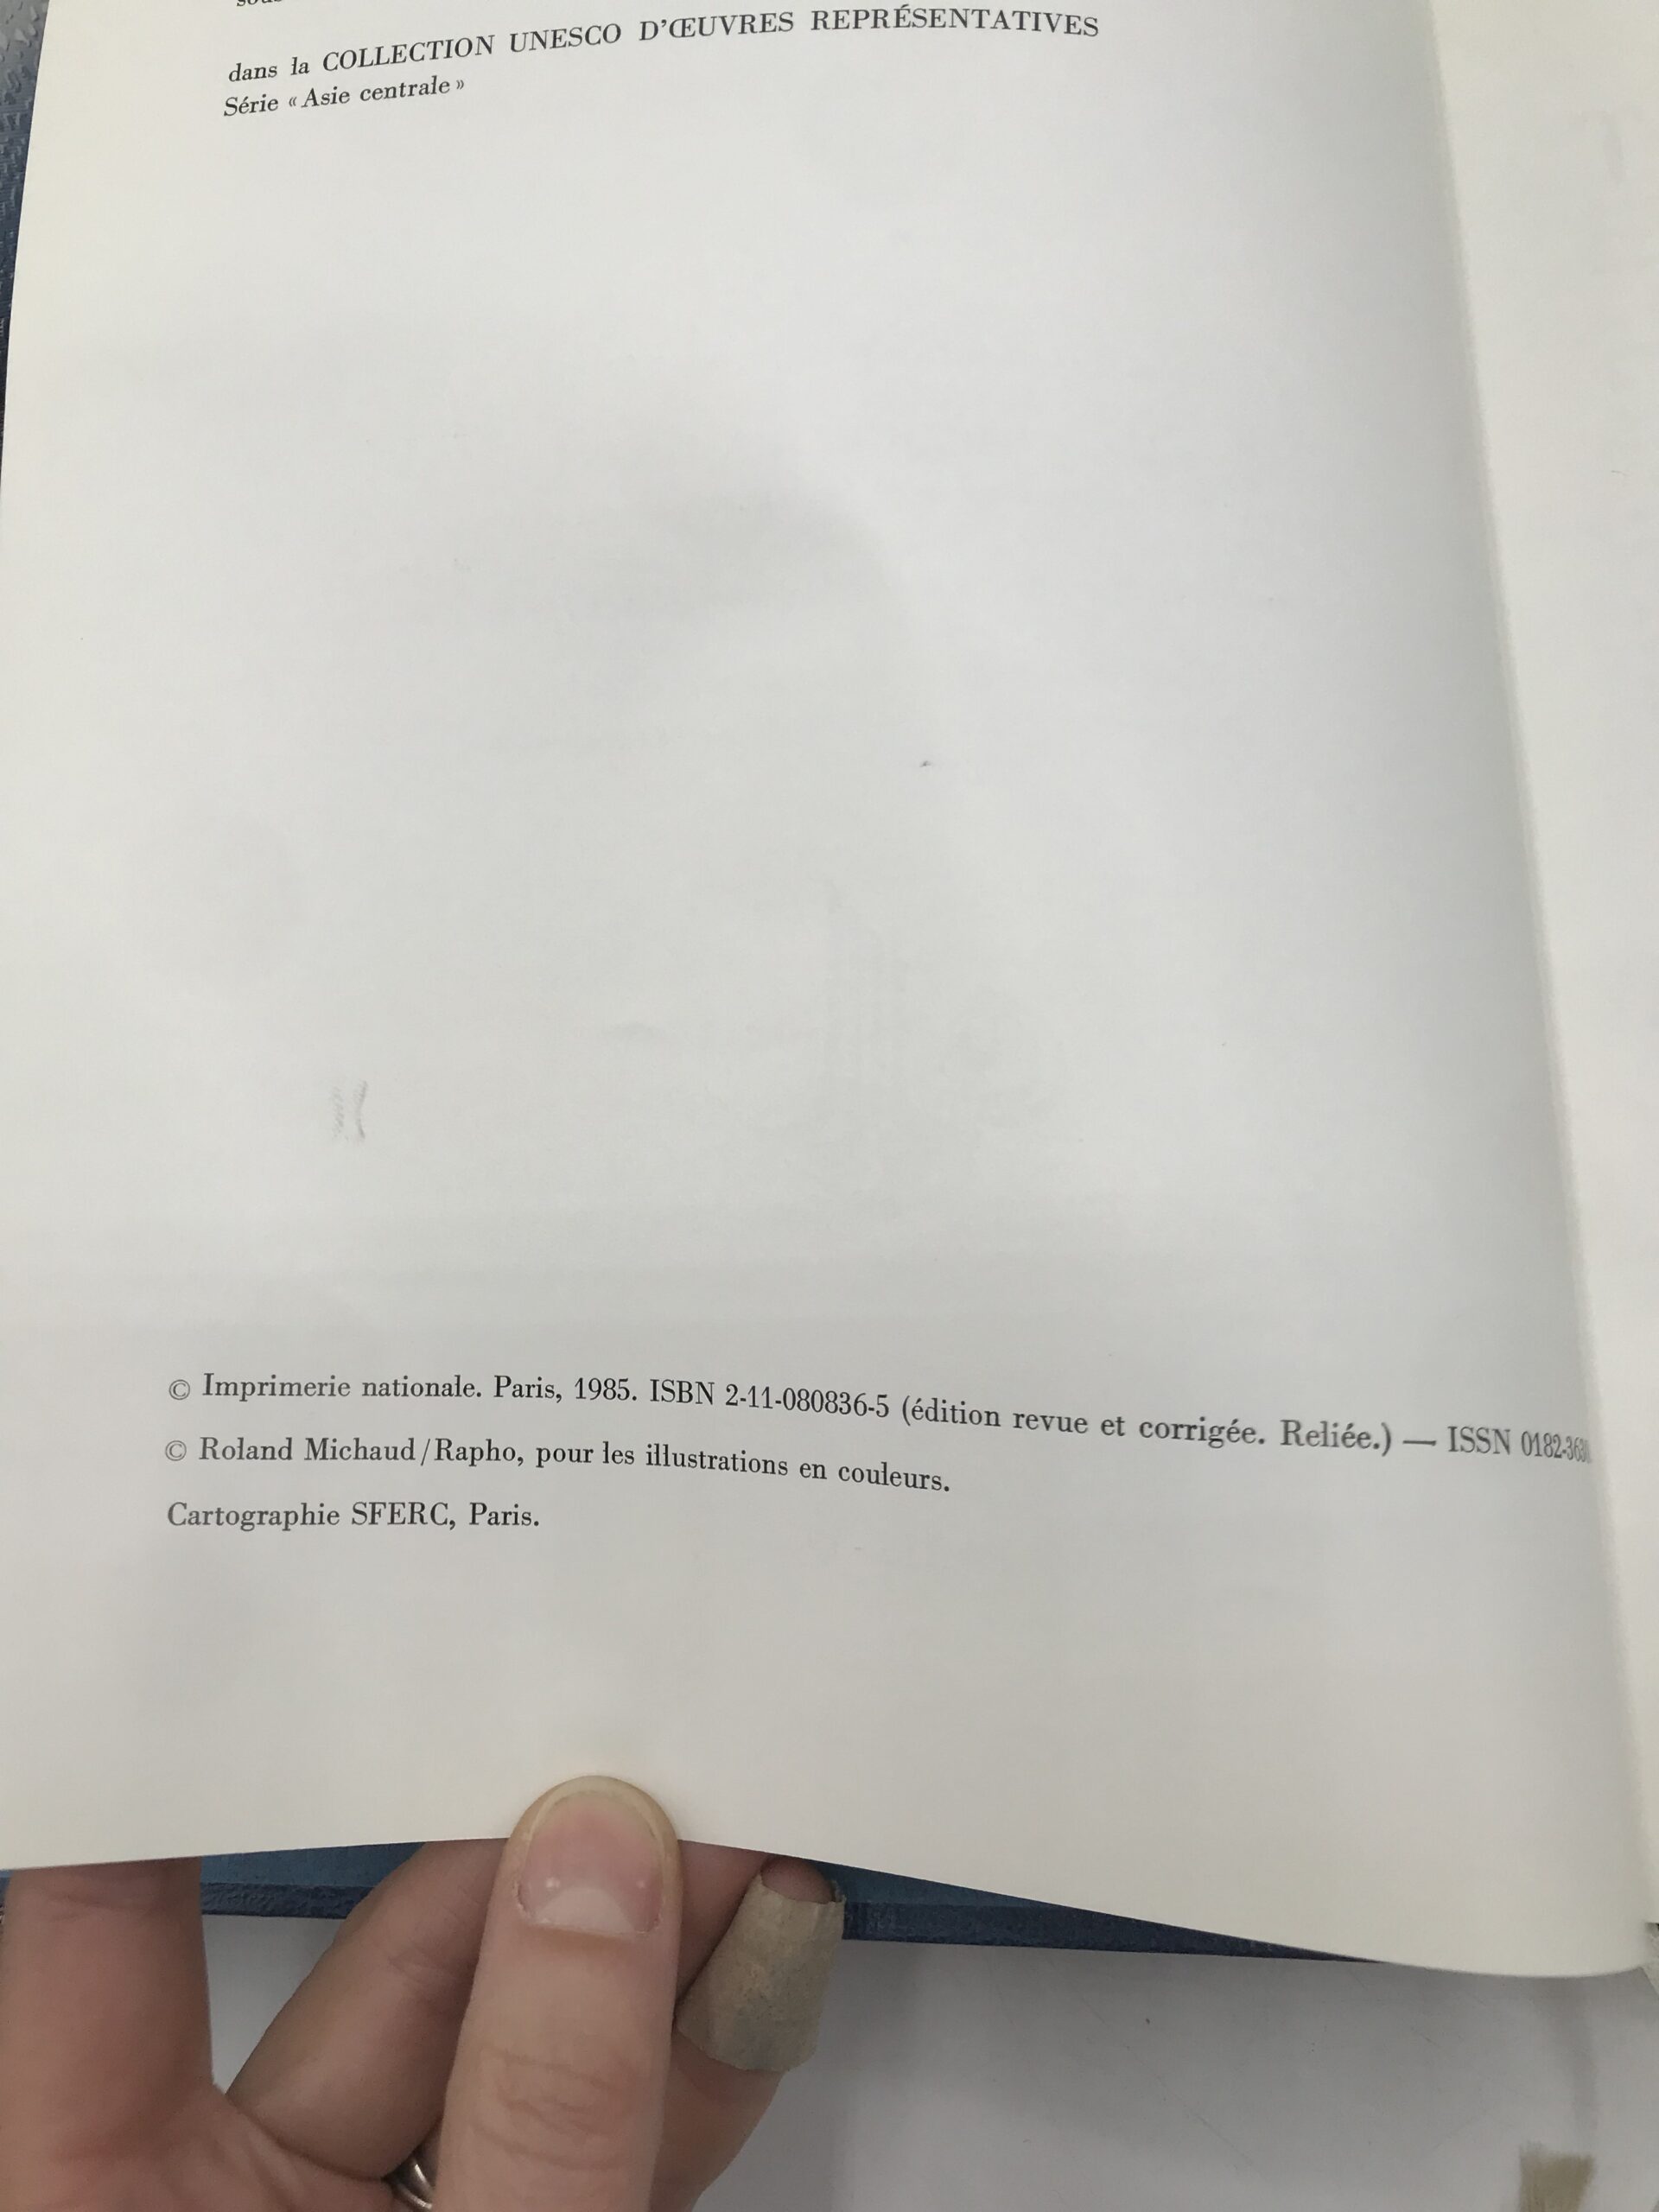 dans la COLLECTION UNESCO D'ŒUVRES REPRÉSENTATIVES
Série « Asie centrale »
© Imprimerie nationale. Paris, 1985. ISBN 2-11-080836-5 (édition revue et corrigée. Reliée.) — ISSN
© Roland Michaud/Rapho, pour les illustrations en couleurs.
Cartographie SFERC, Paris.